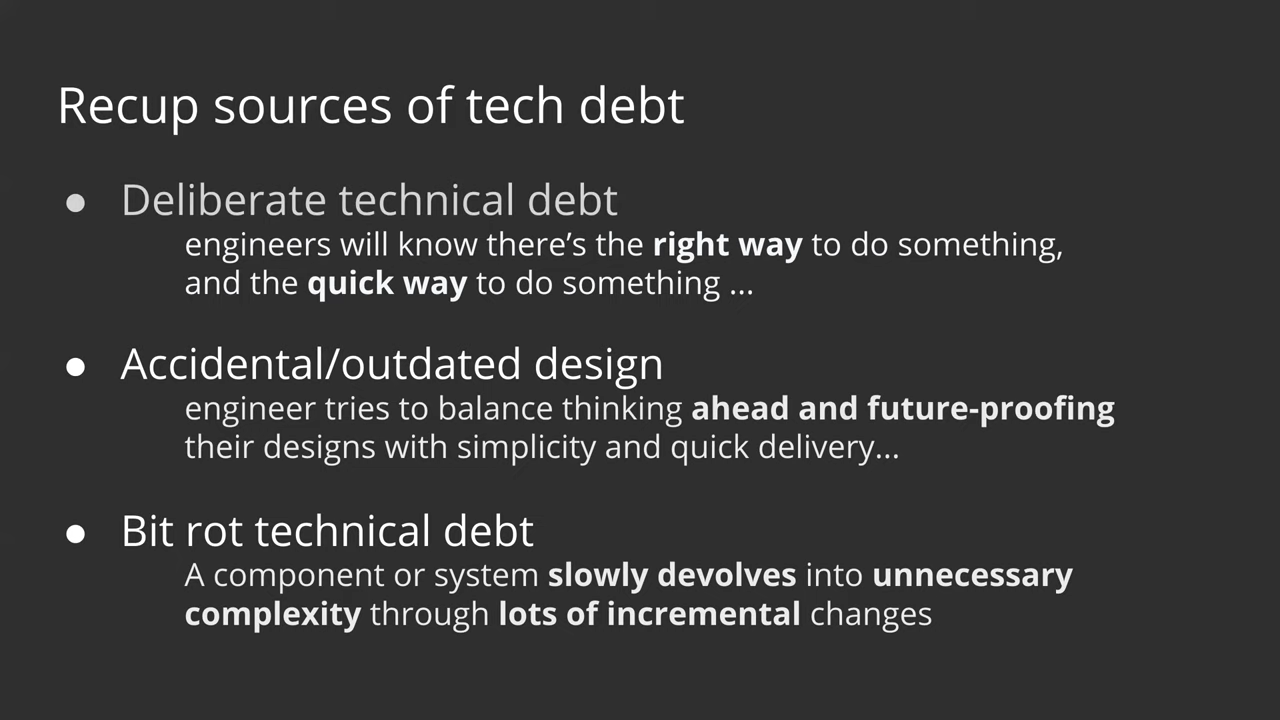 Recup sources of tech debt
● Deliberate technical debt
engineers will know there’s the right way to do something,
and the quick way to do something ...
● Accidental/outdated design
engineer tries to balance thinking ahead and future-proofing
their designs with simplicity and quick delivery...
● Bit rot technical debt
A component or system slowly devolves into unnecessary
complexity through lots of incremental changes